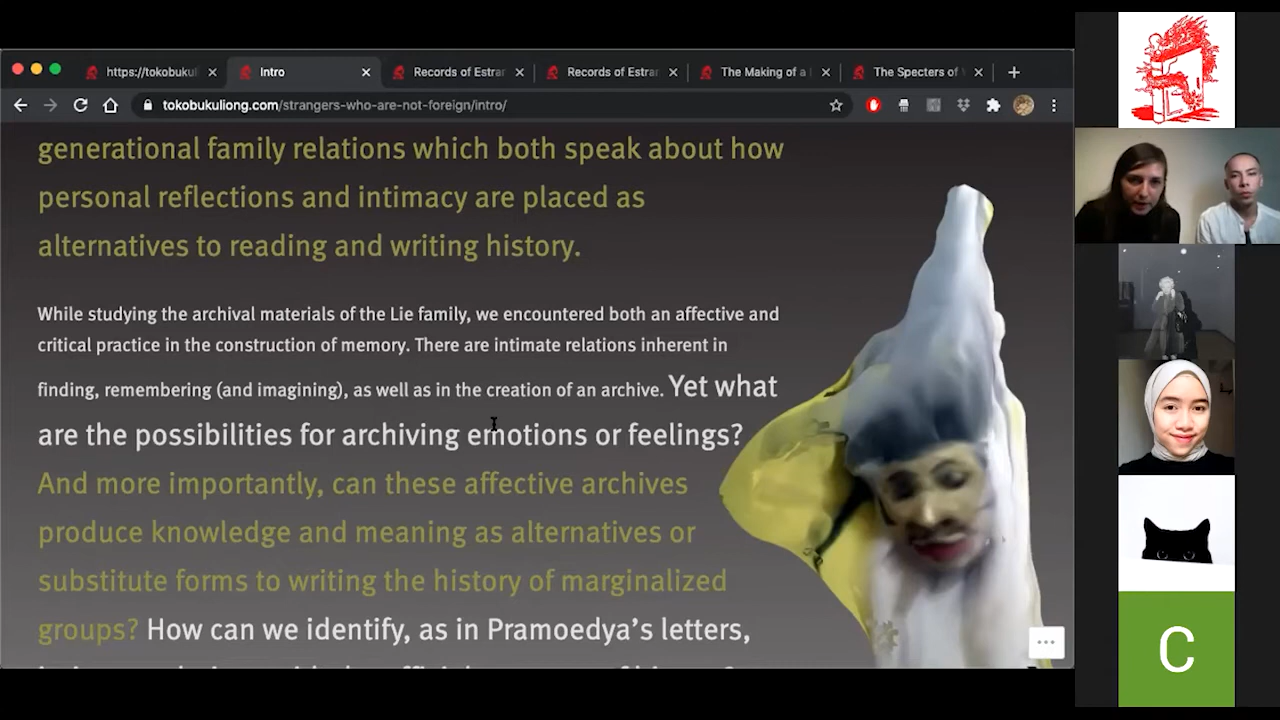 https://tokobukul
Intro
Records of Estrar
Records of Estrar
The Making of a
The Specters of
tokobukuliong.com/strangers-who-are-not-foreign/intro/
generational family relations which both speak about how
personal reflections and intimacy are placed as
alternatives to reading and writing history.
While studying the archival materials of the Lie family, we encountered both an affective and
critical practice in the construction of memory. There are intimate relations inherent in
finding, remembering (and imagining), as well as in the creation of an archive. Yet what
are the possibilities for archiving emotions or feelings?
And more importantly, can these affective archives
produce knowledge and meaning as alternatives or
substitute forms to writing the history of marginalized
groups? How can we identify, as in Pramoedya's letters,
C